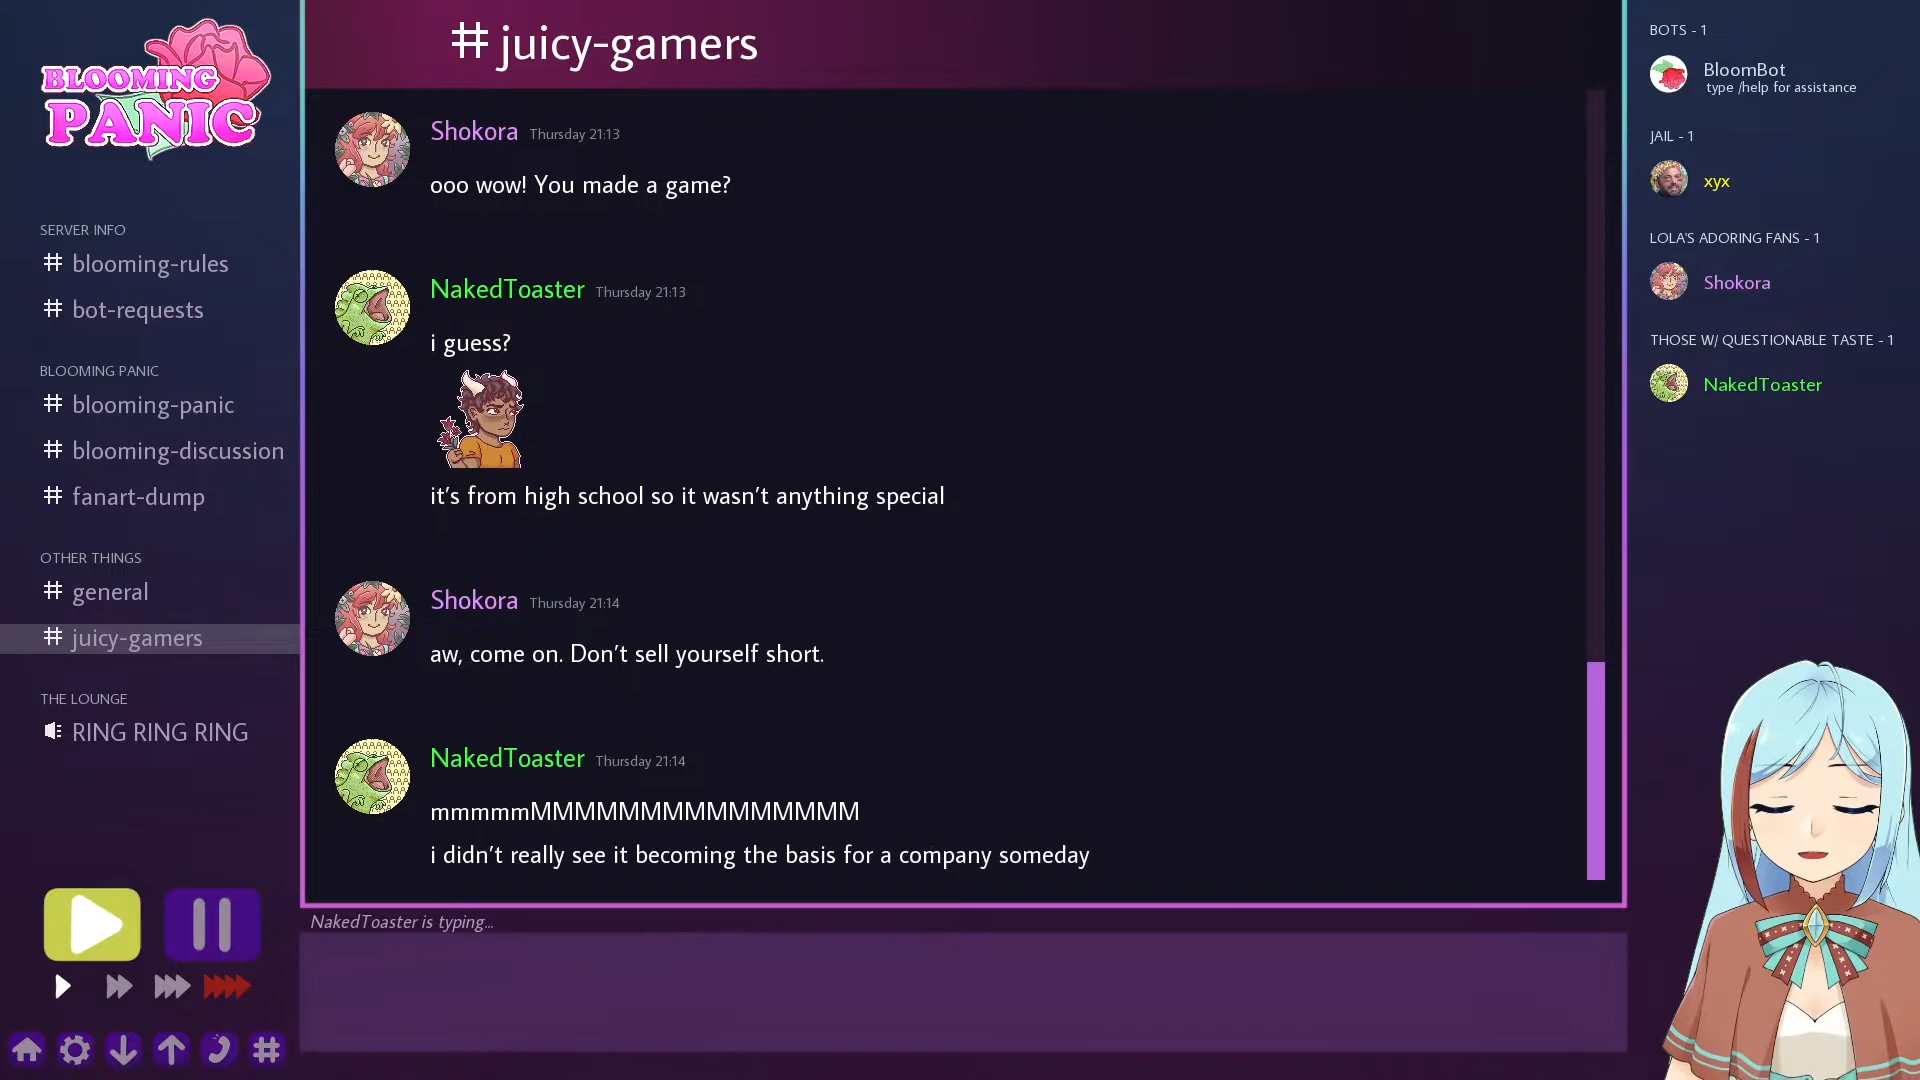 BLOOMING
PANIC
SERVER INFO
# blooming-rules
# bot-requests
BLOOMING PANIC
# blooming-panic
# blooming-discussion
# fanart-dump
OTHER THINGS
# general
# juicy-gamers
THE LOUNGE
RING RING RING
# juicy-gamers
Shokora Thursday 21:13
ooo wow! You made a game?
NakedToaster Thursday 21:13
i guess?
it's from high school so it wasn't anything special
Shokora Thursday 21:14
aw, come on. Don't sell yourself short.
NakedToaster Thursday 21:14
mmmmmMMMMMMMMMMMMMMM
i didn't really see it becoming the basis for a company someday
NakedToaster is typing...
BOTS - 1
BloomBot
type /help for assistance
JAIL - 1
xyx
LOLA'S ADORING FANS - 1
Shokora
THOSE W/ QUESTIONABLE TASTE - 1
NakedToaster